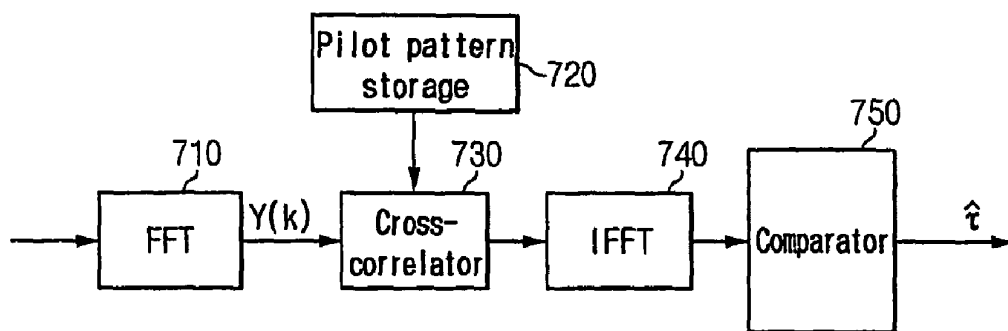 Pilot pattern
storage
720
710
FFT
Y(k)
730
Cross-
correlator
740
IFFT
750
Comparator
τ̂